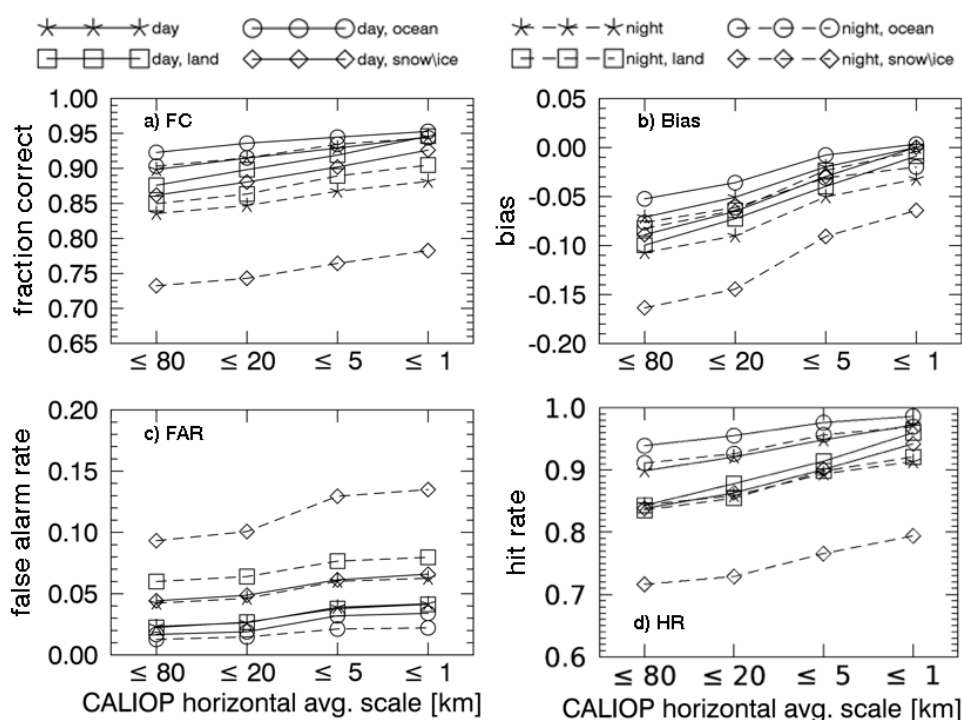 day
day, ocean
night
night, ocean
day, land
day, snow\ice
night, land
night, snow\ice
a) FC
fraction correct
1.00
0.95
0.90
0.85
0.80
0.75
0.70
0.65
≤ 80 ≤ 20 ≤ 5 ≤ 1
b) Bias
bias
0.05
0.00
-0.05
-0.10
-0.15
-0.20
≤ 80 ≤ 20 ≤ 5 ≤ 1
c) FAR
false alarm rate
0.20
0.15
0.10
0.05
0.00
≤ 80 ≤ 20 ≤ 5 ≤ 1
CALIOP horizontal avg. scale [km]
d) HR
hit rate
1.0
0.9
0.8
0.7
0.6
≤ 80 ≤ 20 ≤ 5 ≤ 1
CALIOP horizontal avg. scale [km]